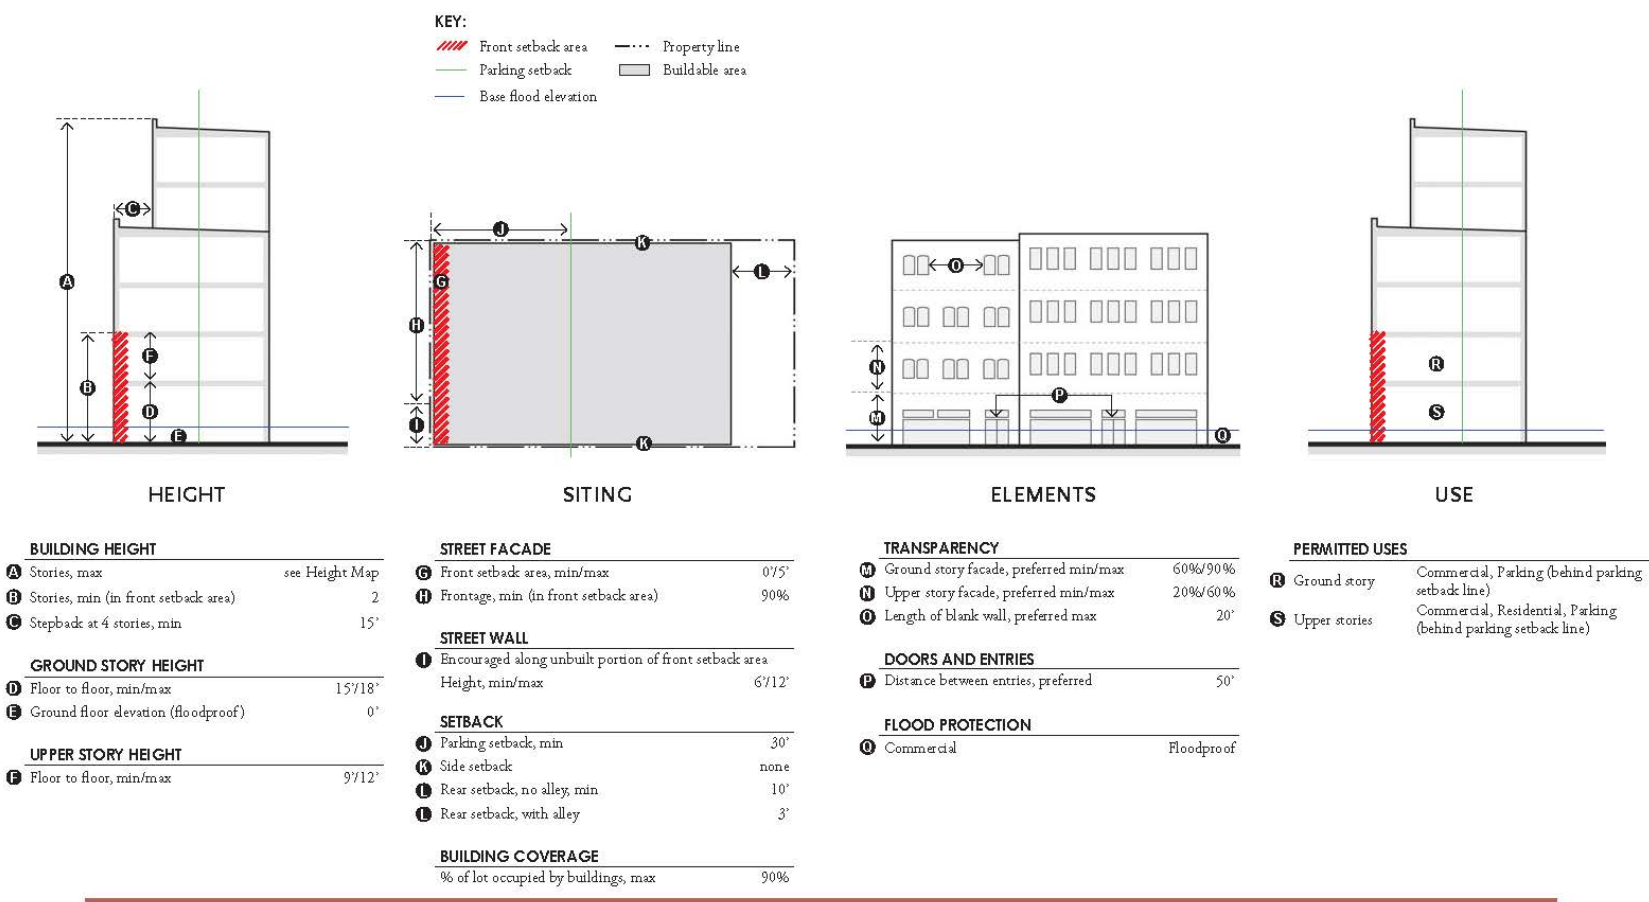 KEY:
Front setback area
Property line
Parking setback
Buildable area
Base flood elevation
A
C
B
F
D
E
J
K
G
L
H
I
K
O
N
P
M
Q
R
S
HEIGHT
SITING
ELEMENTS
USE
BUILDING HEIGHT
A Stories, max see Height Map
B Stories, min (in front setback area) 2
C Stepback at 4 stories, min 15'
GROUND STORY HEIGHT
D Floor to floor, min/max 15'/18'
E Ground floor elevation (floodproof) 0'
UPPER STORY HEIGHT
F Floor to floor, min/max 9'/12'
STREET FACADE
G Front setback area, min/max 0'/5'
H Frontage, min (in front setback area) 90%
STREET WALL
I Encouraged along unbuilt portion of front setback area
Height, min/max 6'/12'
SETBACK
J Parking setback, min 30'
K Side setback none
L Rear setback, no alley, min 10'
L Rear setback, with alley 3'
BUILDING COVERAGE
% of lot occupied by buildings, max 90%
TRANSPARENCY
M Ground story facade, preferred min/max 60%/90%
N Upper story facade, preferred min/max 20%/60%
O Length of blank wall, preferred max 20'
DOORS AND ENTRIES
P Distance between entries, preferred 50'
FLOOD PROTECTION
Q Commercial Floodproof
PERMITTED USES
R Ground story Commercial, Parking (behind parking
setback line)
S Upper stories Commercial, Residential, Parking
(behind parking setback line)